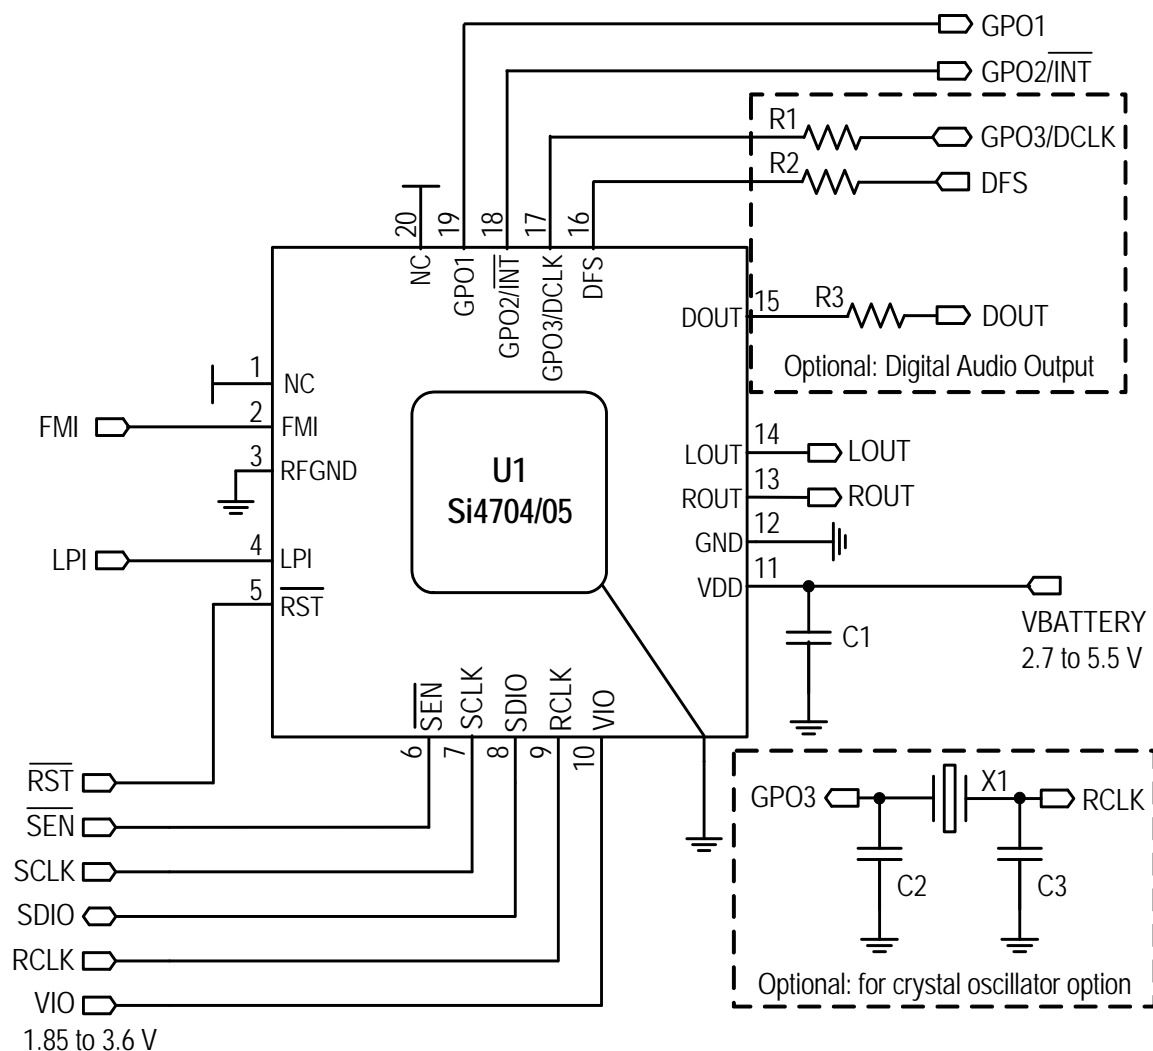 GPO1
GPO2/INT
R1
GPO3/DCLK
R2
DFS
20
19
18
17
16
NC
GPO1
GPO2/INT
GPO3/DCLK
DFS
DOUT
15
R3
DOUT
Optional: Digital Audio Output
1
NC
FMI
2
FMI
3
RFGND
LPI
4
LPI
5
RST
U1
Si4704/05
LOUT
14
LOUT
ROUT
13
ROUT
GND
12
VDD
11
C1
VBATTERY
2.7 to 5.5 V
SEN
SCLK
SDIO
RCLK
VIO
6
7
8
9
10
RST
SEN
SCLK
SDIO
RCLK
VIO
1.85 to 3.6 V
GPO3
X1
RCLK
C2
C3
Optional: for crystal oscillator option